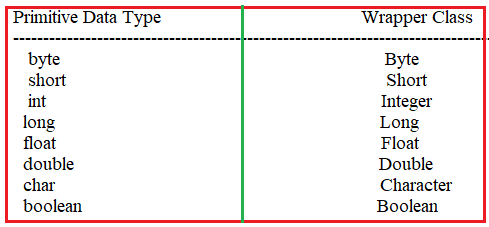 Primitive Data Type Wrapper Class
byte Byte
short Short
int Integer
long Long
float Float
double Double
char Character
boolean Boolean